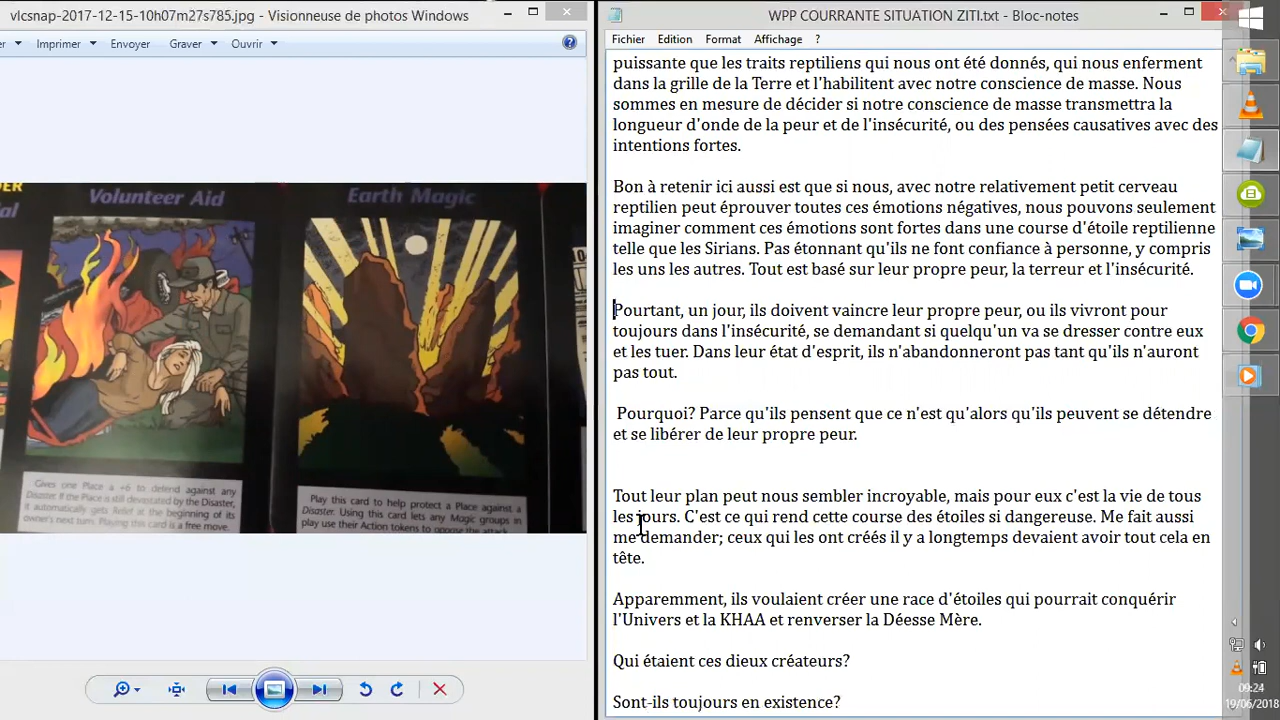 vlcsnap-2017-12-15-10h07m27s785.jpg - Visionneuse de photos Windows
Imprimer
Envoyer
Graver
Ouvrir
DER
Volunteer Aid
Earth Magic
Gives one Place a +6 to defend against any
Disaster. If the Place is still devastated by the Disaster,
it automatically gets Relief at the beginning of its
owner's next turn. Playing this card is a free move.
Play this card to help protect a Place against a
Disaster. Using this card lets any Magic groups in
play use their Action tokens to oppose the attack.
WPP COURRANTE SITUATION ZITI.txt - Bloc-notes
Fichier Edition Format Affichage ?
puissante que les traits reptiliens qui nous ont été donnés, qui nous enferment
dans la grille de la Terre et l'habilitent avec notre conscience de masse. Nous
sommes en mesure de décider si notre conscience de masse transmettra la
longueur d'onde de la peur et de l'insécurité, ou des pensées causatives avec des
intentions fortes.
Bon à retenir ici aussi est que si nous, avec notre relativement petit cerveau
reptilien peut éprouver toutes ces émotions négatives, nous pouvons seulement
imaginer comment ces émotions sont fortes dans une course d'étoile reptilienne
telle que les Sirians. Pas étonnant qu'ils ne font confiance à personne, y compris
les uns les autres. Tout est basé sur leur propre peur, la terreur et l'insécurité.
Pourtant, un jour, ils doivent vaincre leur propre peur, ou ils vivront pour
toujours dans l'insécurité, se demandant si quelqu'un va se dresser contre eux
et les tuer. Dans leur état d'esprit, ils n'abandonneront pas tant qu'ils n'auront
pas tout.
Pourquoi? Parce qu'ils pensent que ce n'est qu'alors qu'ils peuvent se détendre
et se libérer de leur propre peur.
Tout leur plan peut nous sembler incroyable, mais pour eux c'est la vie de tous
les jours. C'est ce qui rend cette course des étoiles si dangereuse. Me fait aussi
me demander; ceux qui les ont créés il y a longtemps devaient avoir tout cela en
tête.
Apparemment, ils voulaient créer une race d'étoiles qui pourrait conquérir
l'Univers et la KHAA et renverser la Déesse Mère.
Qui étaient ces dieux créateurs?
Sont-ils toujours en existence?
09:24
19/06/2018